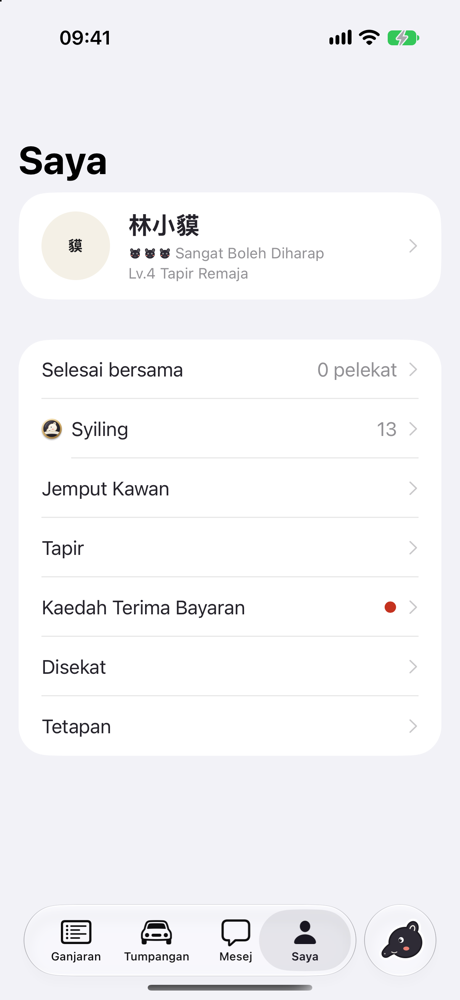 09:41
Saya
貘
林小貘
Sangat Boleh Diharap
Lv.4 Tapir Remaja
Selesai bersama 0 pelekat
Syiling 13
Jemput Kawan
Tapir
Kaedah Terima Bayaran
Disekat
Tetapan
Ganjaran Tumpangan Mesej Saya